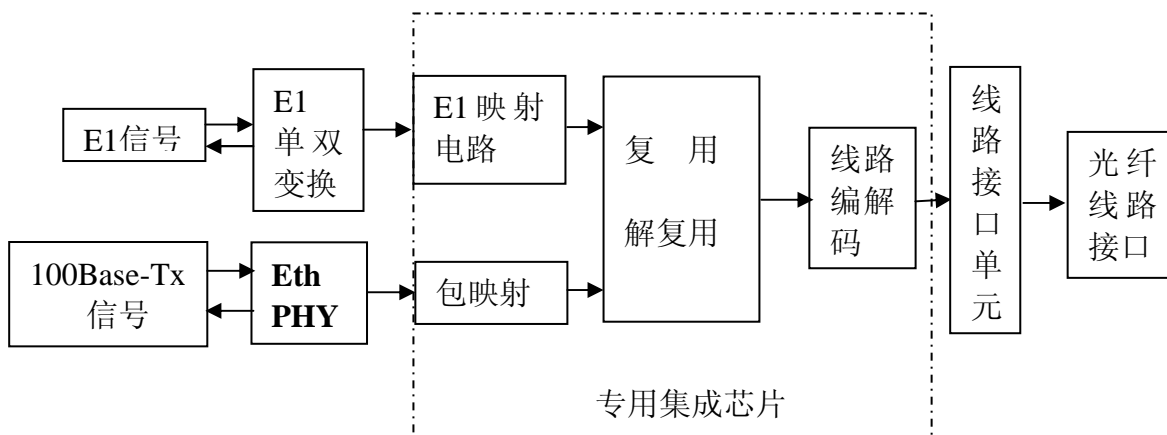 E1信号
E1
单双
变换
E1映射
电路
复 用
解复用
线路
编解
码
线
路
接
口
单
元
光纤
线路
接口
100Base-Tx
信号
Eth
PHY
包映射
专用集成芯片